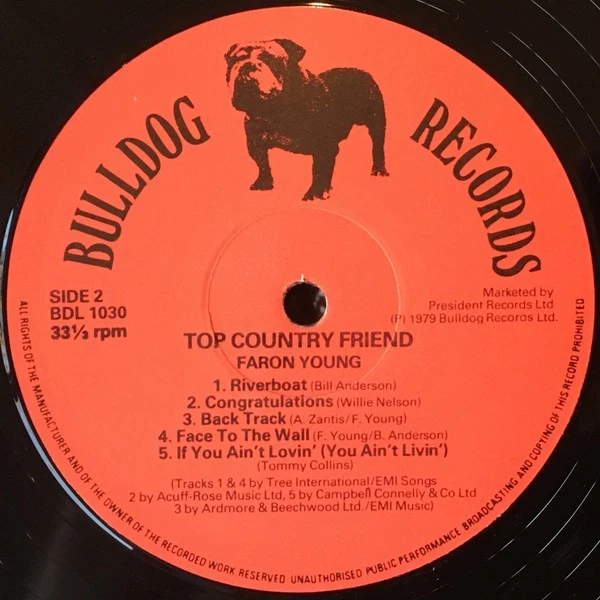 BULLDOG RECORDS
SIDE 2
BDL 1030
33⅓ rpm
Marketed by
President Records Ltd
(P) 1979 Bulldog Records Ltd.
TOP COUNTRY FRIEND
FARON YOUNG
1. Riverboat (Bill Anderson)
2. Congratulations (Willie Nelson)
3. Back Track (A. Zantis/F. Young)
4. Face To The Wall (F. Young/B. Anderson)
5. If You Ain't Lovin' (You Ain't Livin')
(Tommy Collins)
(Tracks 1 & 4 by Tree International/EMI Songs
2 by Acuff-Rose Music Ltd, 5 by Campbell Connelly & Co Ltd
3 by Ardmore & Beechwood Ltd./EMI Music)
ALL RIGHTS OF THE MANUFACTURER AND OF THE OWNER OF THE RECORDED WORK RESERVED UNAUTHORISED PUBLIC PERFORMANCE BROADCASTING AND COPYING OF THIS RECORD PROHIBITED